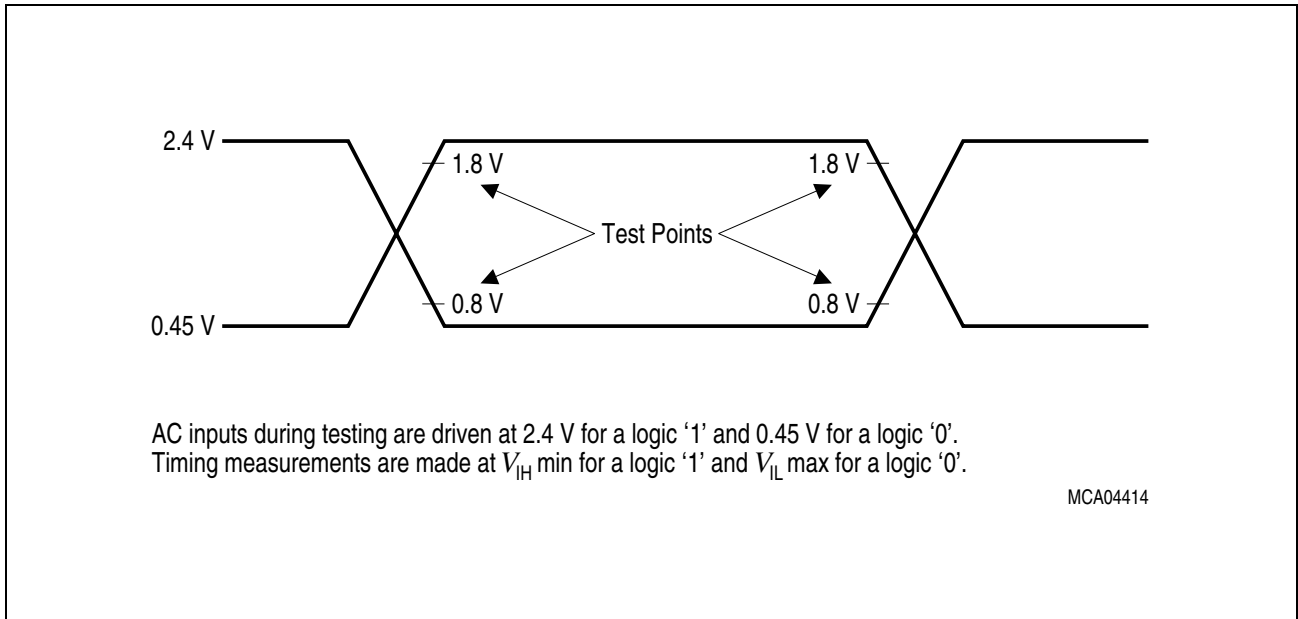 2.4 V
1.8 V
1.8 V
Test Points
0.8 V
0.8 V
0.45 V
AC inputs during testing are driven at 2.4 V for a logic ‘1’ and 0.45 V for a logic ‘0’.
Timing measurements are made at VIH min for a logic ‘1’ and VIL max for a logic ‘0’.
MCA04414